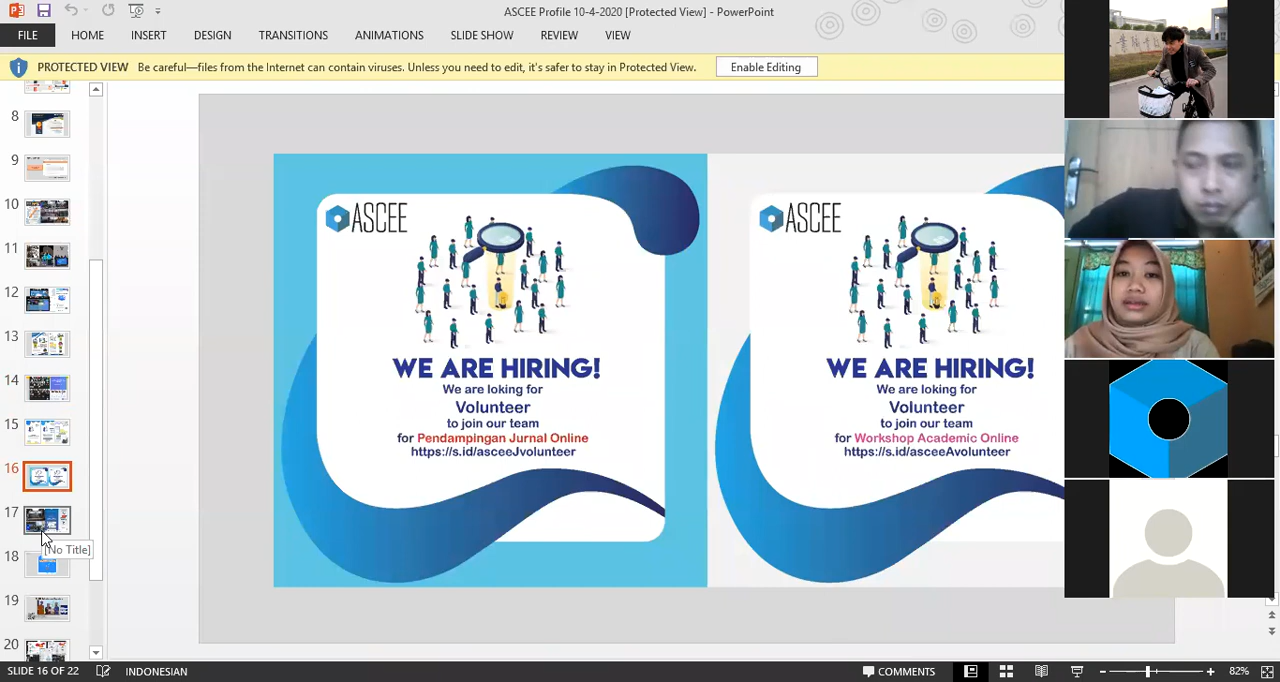 ASCEE Profile 10-4-2020 [Protected View] - PowerPoint
FILE HOME INSERT DESIGN TRANSITIONS ANIMATIONS SLIDE SHOW REVIEW VIEW
PROTECTED VIEW Be careful—files from the Internet can contain viruses. Unless you need to edit, it's safer to stay in Protected View. Enable Editing
8
9
10
11
12
13
14
15
16
17
[No Title]
18
19
20
ASCEE
WE ARE HIRING!
We are loking for
Volunteer
to join our team
for Pendampingan Jurnal Online
https://s.id/asceeJvolunteer
ASCEE
WE ARE HIRING!
We are loking for
Volunteer
to join our team
for Workshop Academic Online
https://s.id/asceeAvolunteer
SLIDE 16 OF 22 INDONESIAN COMMENTS 82%